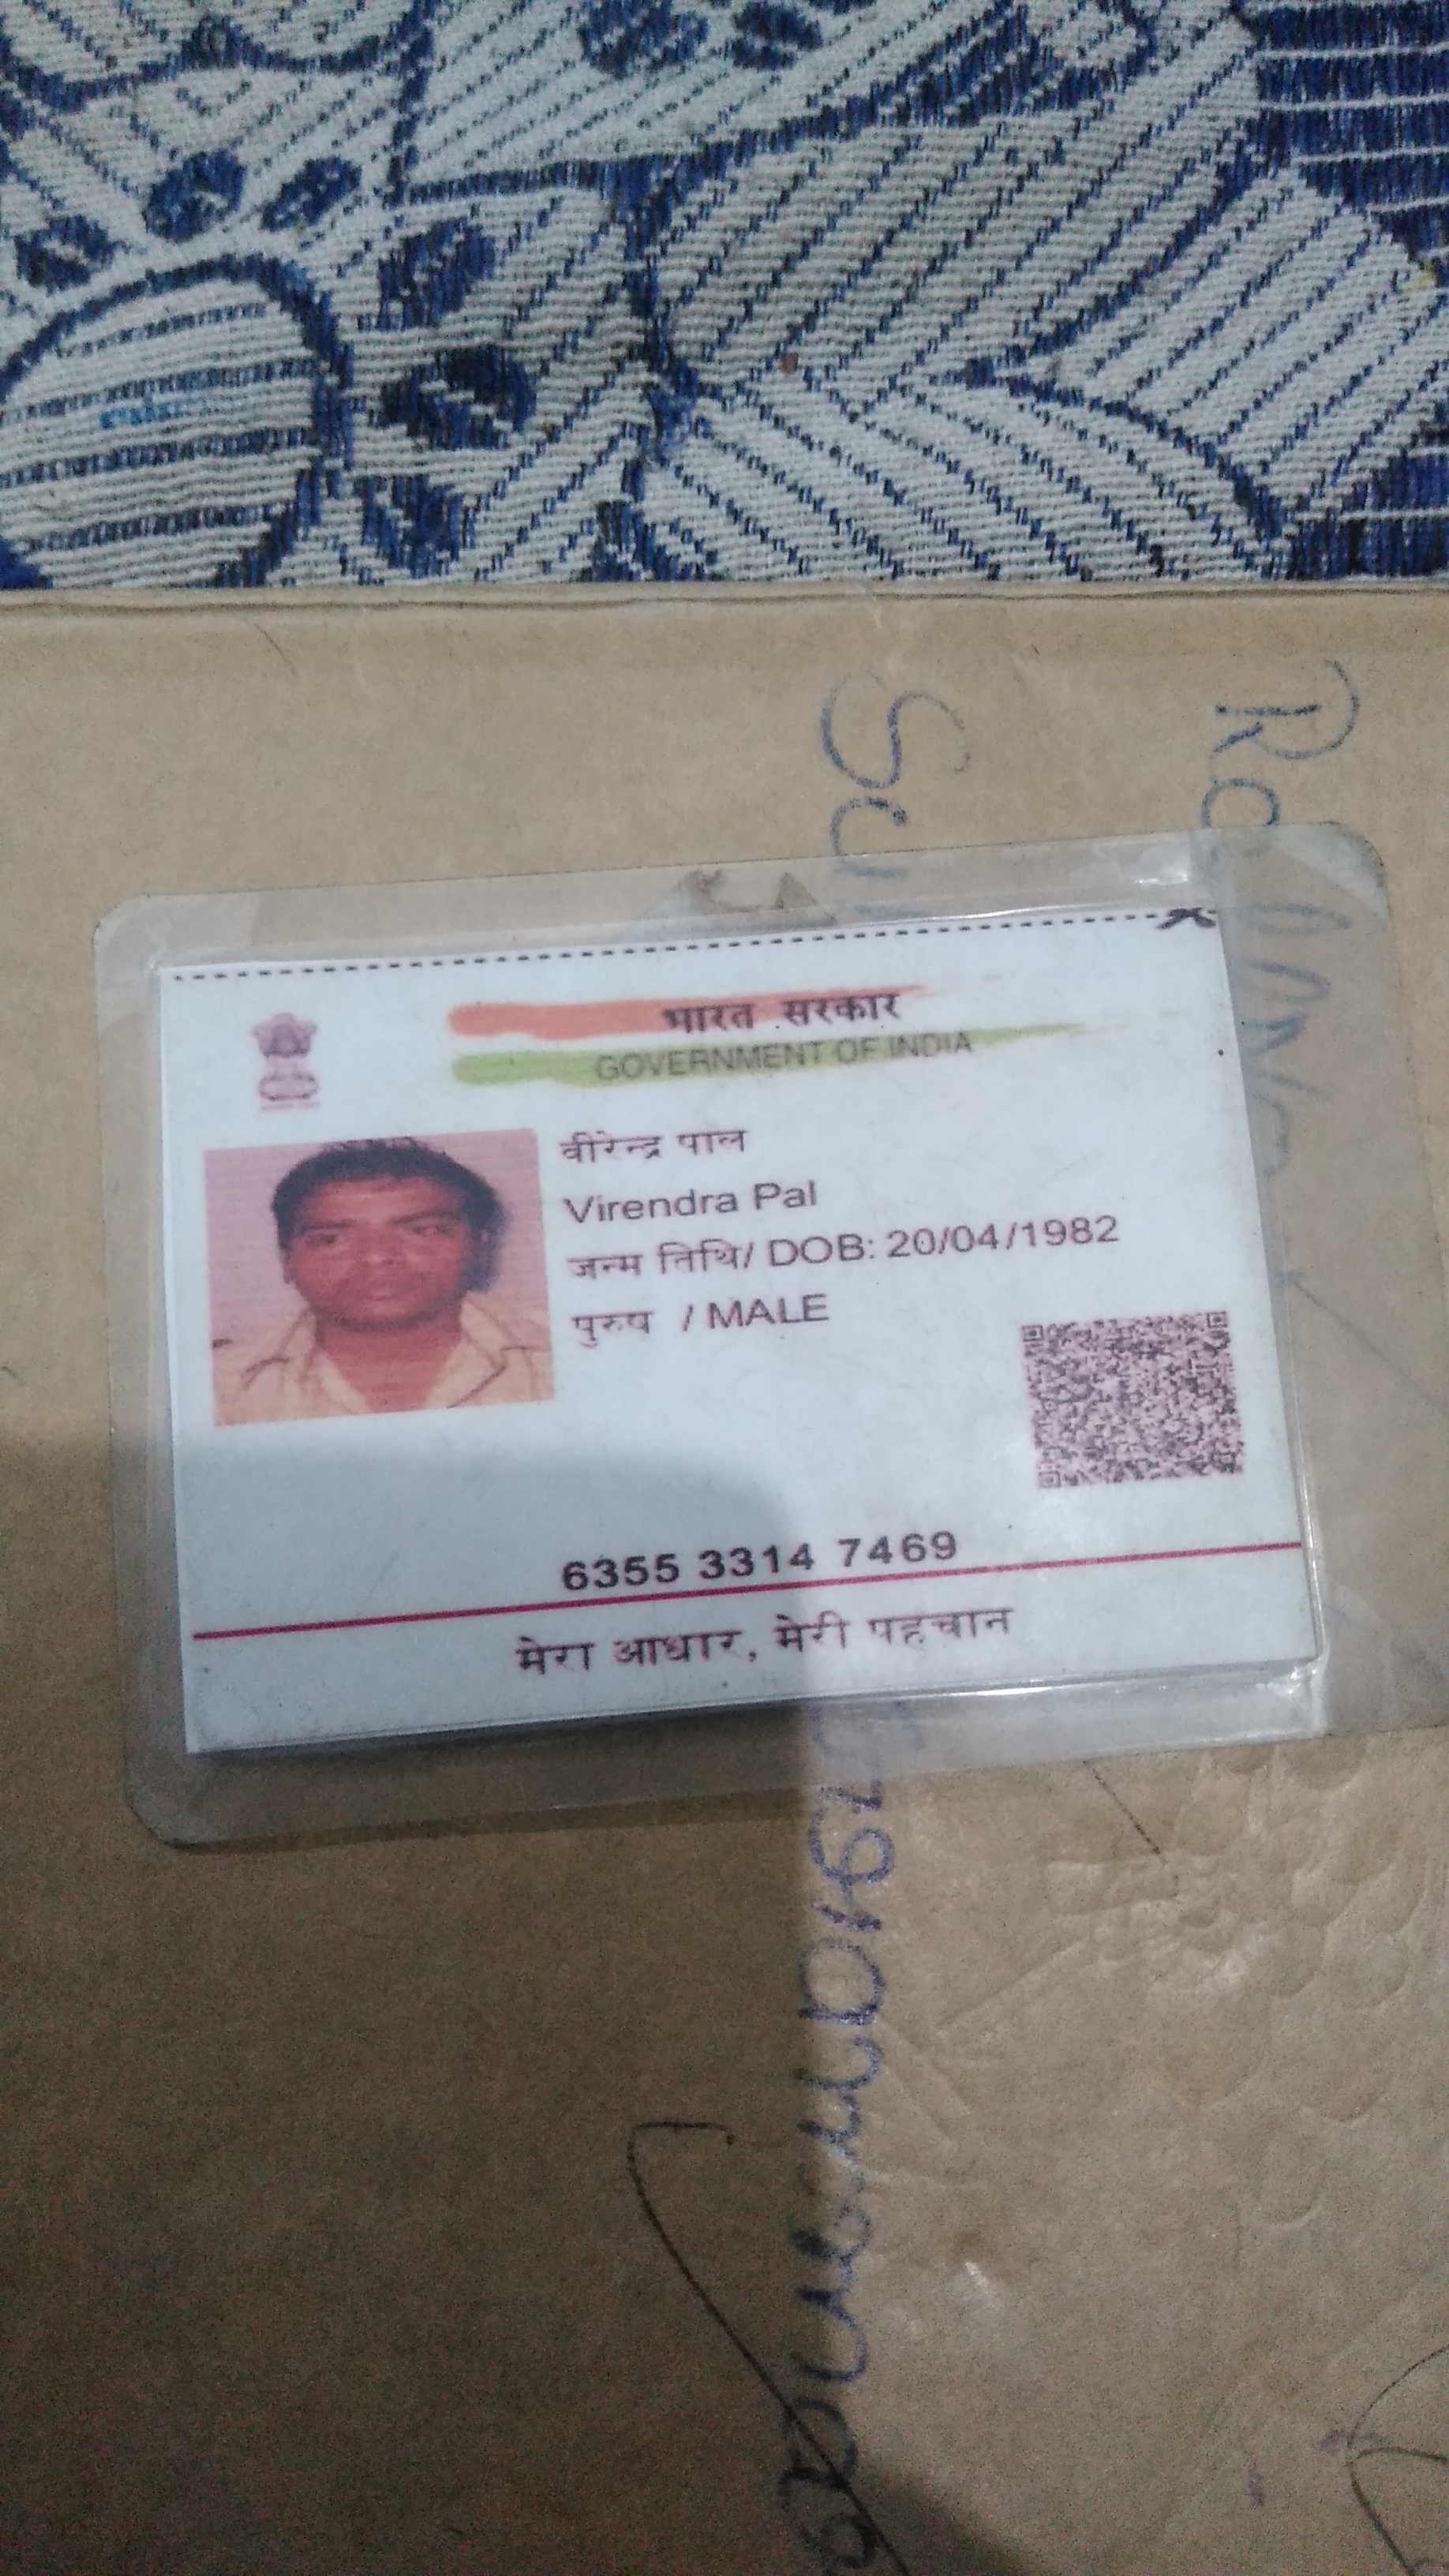 भारत सरकार
GOVERNMENT OF INDIA
वीरेन्द्र पाल
Virendra Pal
जन्म तिथि/ DOB: 20/04/1982
पुरुष / MALE
6355 3314 7469
मेरा आधार, मेरी पहचान